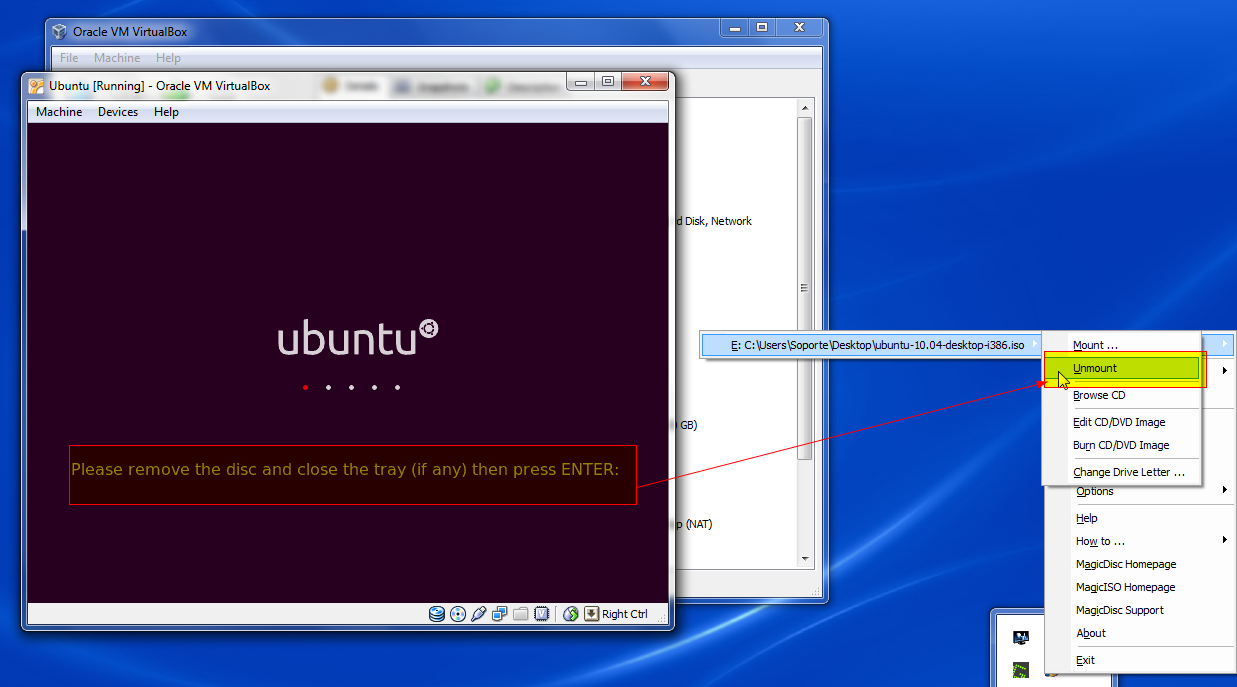 Oracle VM VirtualBox
File Machine Help
Ubuntu [Running] - Oracle VM VirtualBox
Machine Devices Help
d Disk, Network
GB)
p (NAT)
ubuntu
Please remove the disc and close the tray (if any) then press ENTER:
Right Ctrl
E: C:\Users\Soporte\Desktop\ubuntu-10.04-desktop-i386.iso
Mount ...
Unmount
Browse CD
Edit CD/DVD Image
Burn CD/DVD Image
Change Drive Letter ...
Options
Help
How to ...
MagicDisc Homepage
MagicISO Homepage
MagicDisc Support
About
Exit